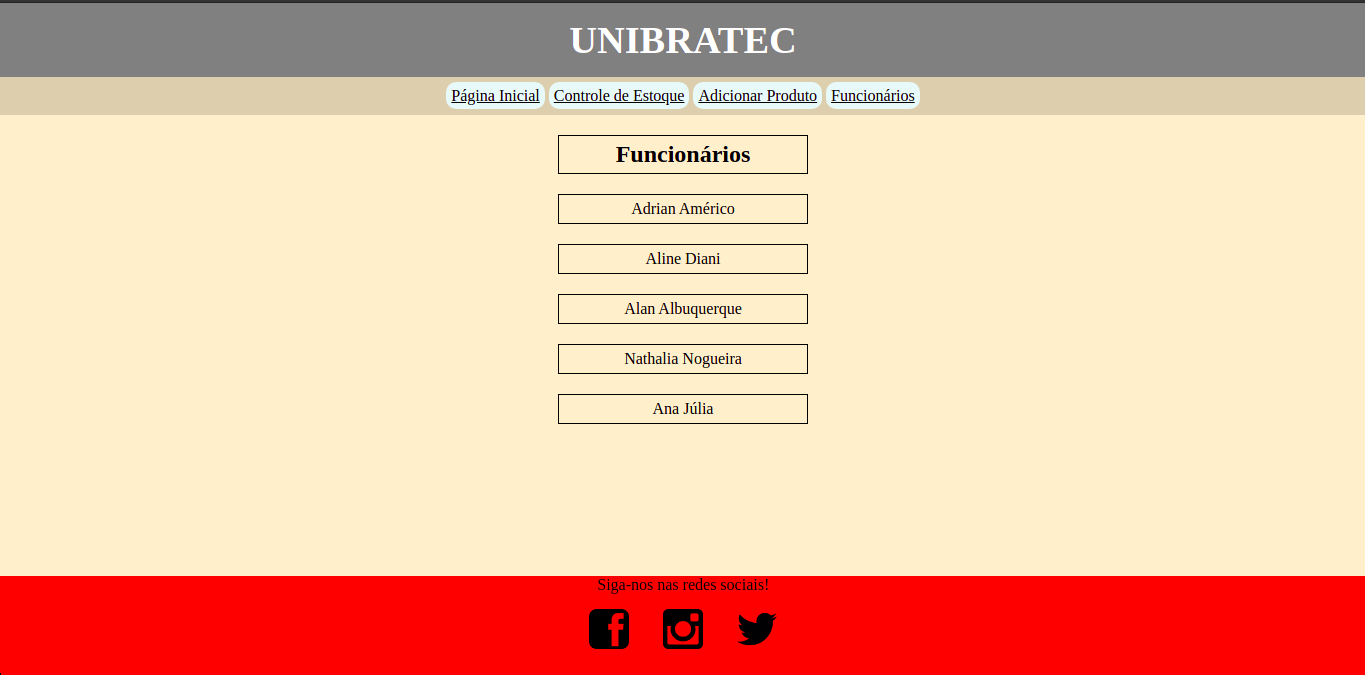 UNIBRATEC
Página Inicial Controle de Estoque Adicionar Produto Funcionários
Funcionários
Adrian Américo
Aline Diani
Alan Albuquerque
Nathalia Nogueira
Ana Júlia
Siga-nos nas redes sociais!